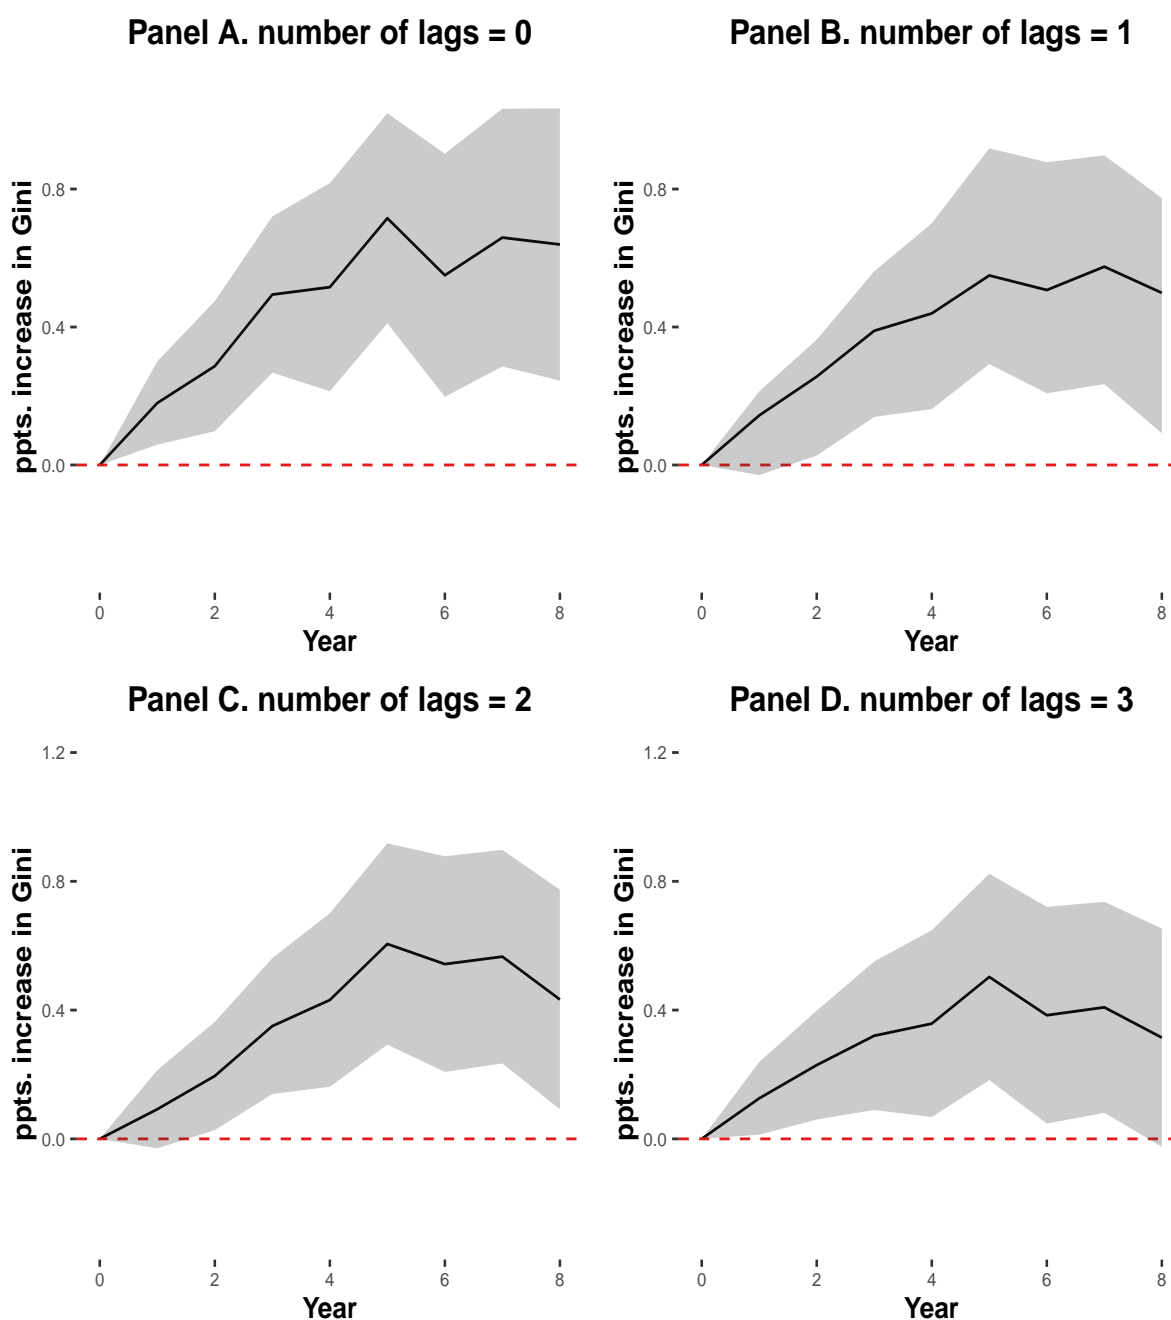 Panel A. number of lags = 0
ppts. increase in Gini
0.8
0.4
0.0
0 2 4 6 8
Year
Panel B. number of lags = 1
ppts. increase in Gini
0.8
0.4
0.0
0 2 4 6 8
Year
Panel C. number of lags = 2
ppts. increase in Gini
1.2
0.8
0.4
0.0
0 2 4 6 8
Year
Panel D. number of lags = 3
ppts. increase in Gini
1.2
0.8
0.4
0.0
0 2 4 6 8
Year